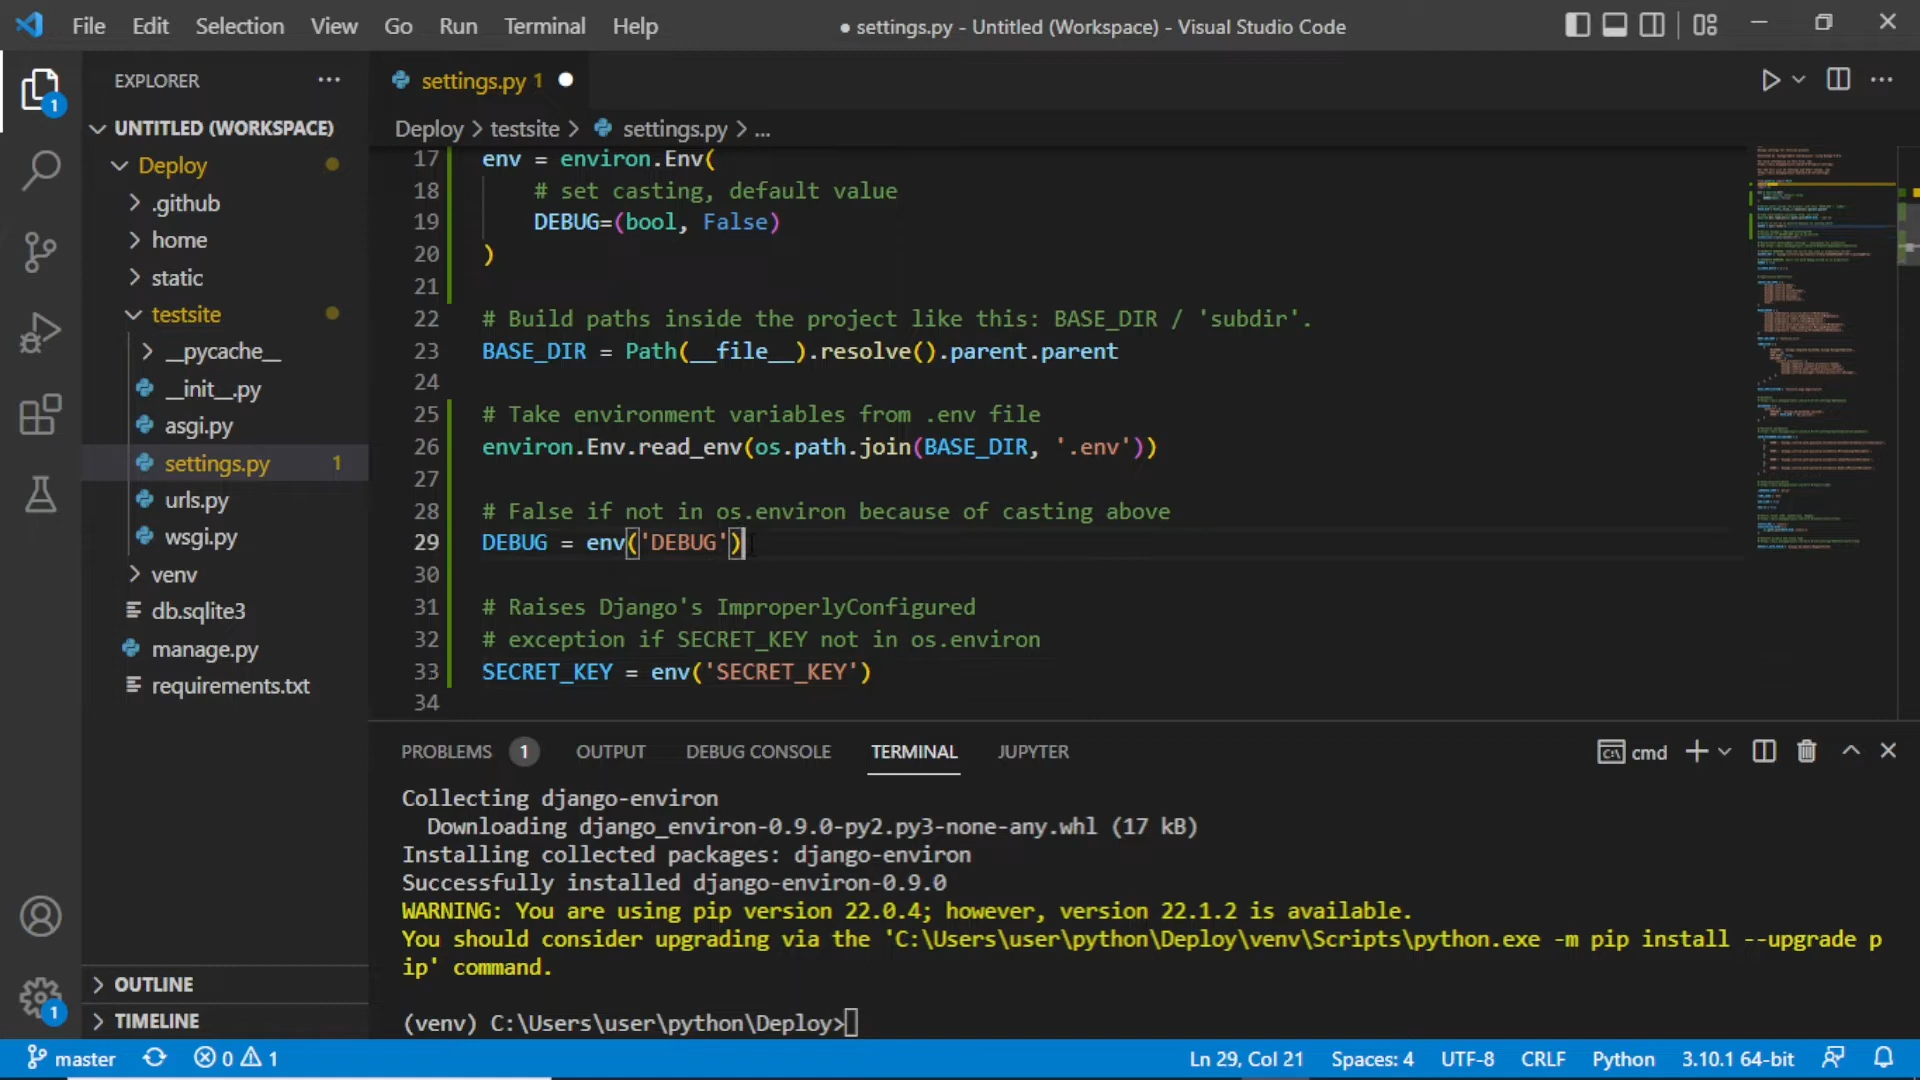 File Edit Selection View Go Run Terminal Help
● settings.py - Untitled (Workspace) - Visual Studio Code
EXPLORER
UNTITLED (WORKSPACE)
Deploy
.github
home
static
testsite
__pycache__
__init__.py
asgi.py
settings.py 1
urls.py
wsgi.py
venv
db.sqlite3
manage.py
requirements.txt
OUTLINE
TIMELINE
1
1
settings.py 1
Deploy > testsite > settings.py > ...
17 env = environ.Env(
18 # set casting, default value
19 DEBUG=(bool, False)
20 )
21
22 # Build paths inside the project like this: BASE_DIR / 'subdir'.
23 BASE_DIR = Path(__file__).resolve().parent.parent
24
25 # Take environment variables from .env file
26 environ.Env.read_env(os.path.join(BASE_DIR, '.env'))
27
28 # False if not in os.environ because of casting above
29 DEBUG = env('DEBUG')
30
31 # Raises Django's ImproperlyConfigured
32 # exception if SECRET_KEY not in os.environ
33 SECRET_KEY = env('SECRET_KEY')
34
PROBLEMS 1 OUTPUT DEBUG CONSOLE TERMINAL JUPYTER
cmd
Collecting django-environ
Downloading django_environ-0.9.0-py2.py3-none-any.whl (17 kB)
Installing collected packages: django-environ
Successfully installed django-environ-0.9.0
WARNING: You are using pip version 22.0.4; however, version 22.1.2 is available.
You should consider upgrading via the 'C:\Users\user\python\Deploy\venv\Scripts\python.exe -m pip install --upgrade p
ip' command.
(venv) C:\Users\user\python\Deploy>
master 0 1 Ln 29, Col 21 Spaces: 4 UTF-8 CRLF Python 3.10.1 64-bit